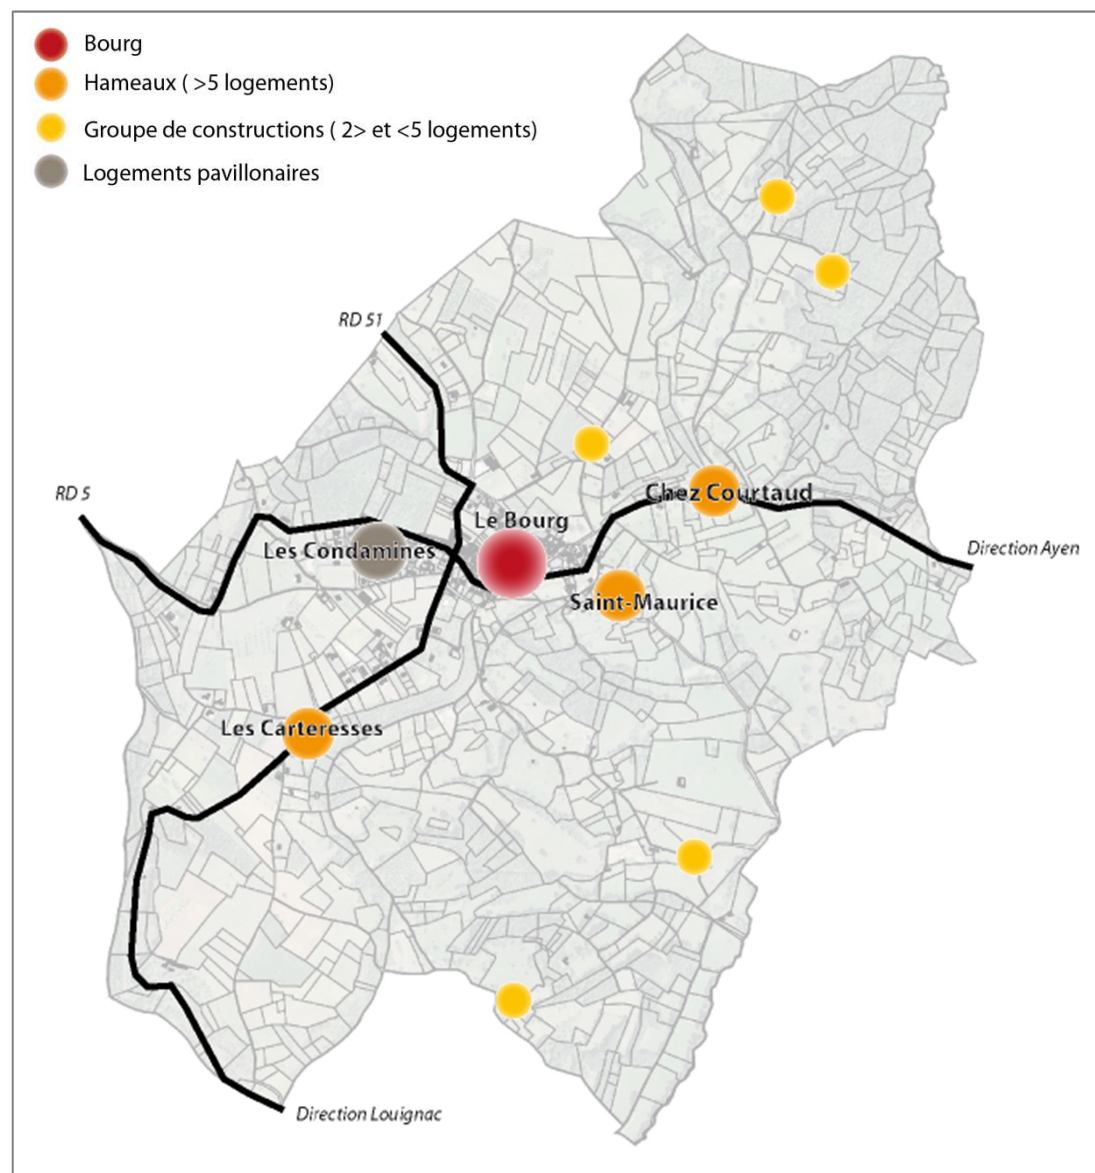 Bourg
Hameaux ( >5 logements)
Groupe de constructions ( 2> et <5 logements)
Logements pavillonaires
RD 51
RD 5
Chez Courtaud
Le Bourg
Direction Ayen
Les Condamines
Saint-Maurice
Les Carteresses
Direction Louignac